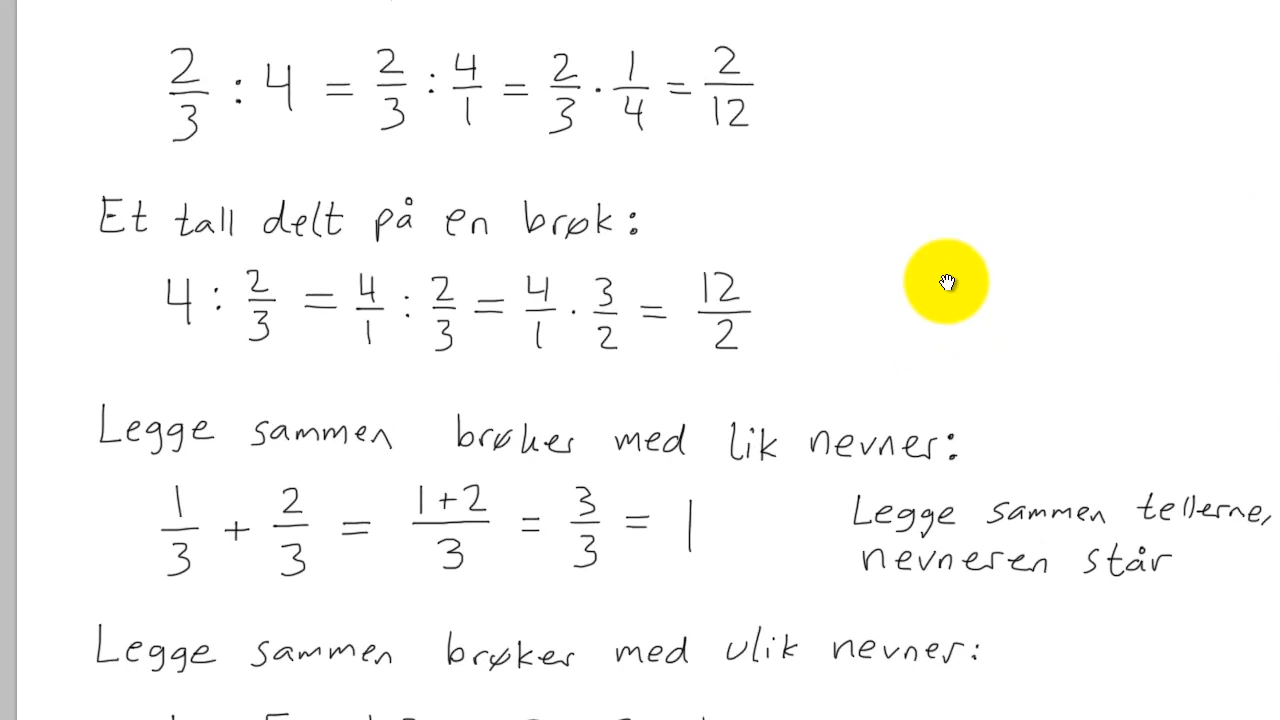 2/3 : 4 = 2/3 : 4/1 = 2/3 · 1/4 = 2/12
Et tall delt på en brøk:
4 : 2/3 = 4/1 : 2/3 = 4/1 · 3/2 = 12/2
Legge sammen brøker med lik nevner:
1/3 + 2/3 = 1+2/3 = 3/3 = 1
Legge sammen tellerne,
nevneren står
Legge sammen brøker med ulik nevner: